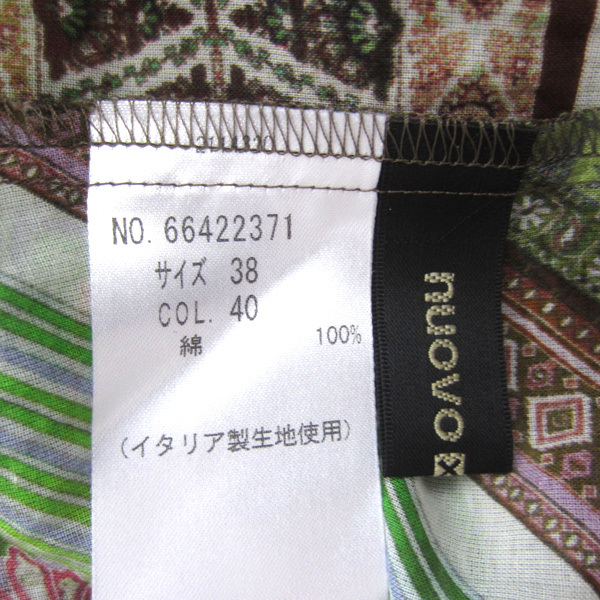 NO. 66422371
サイズ 38
COL. 40
綿 100%
(イタリア製生地使用)
nuovo